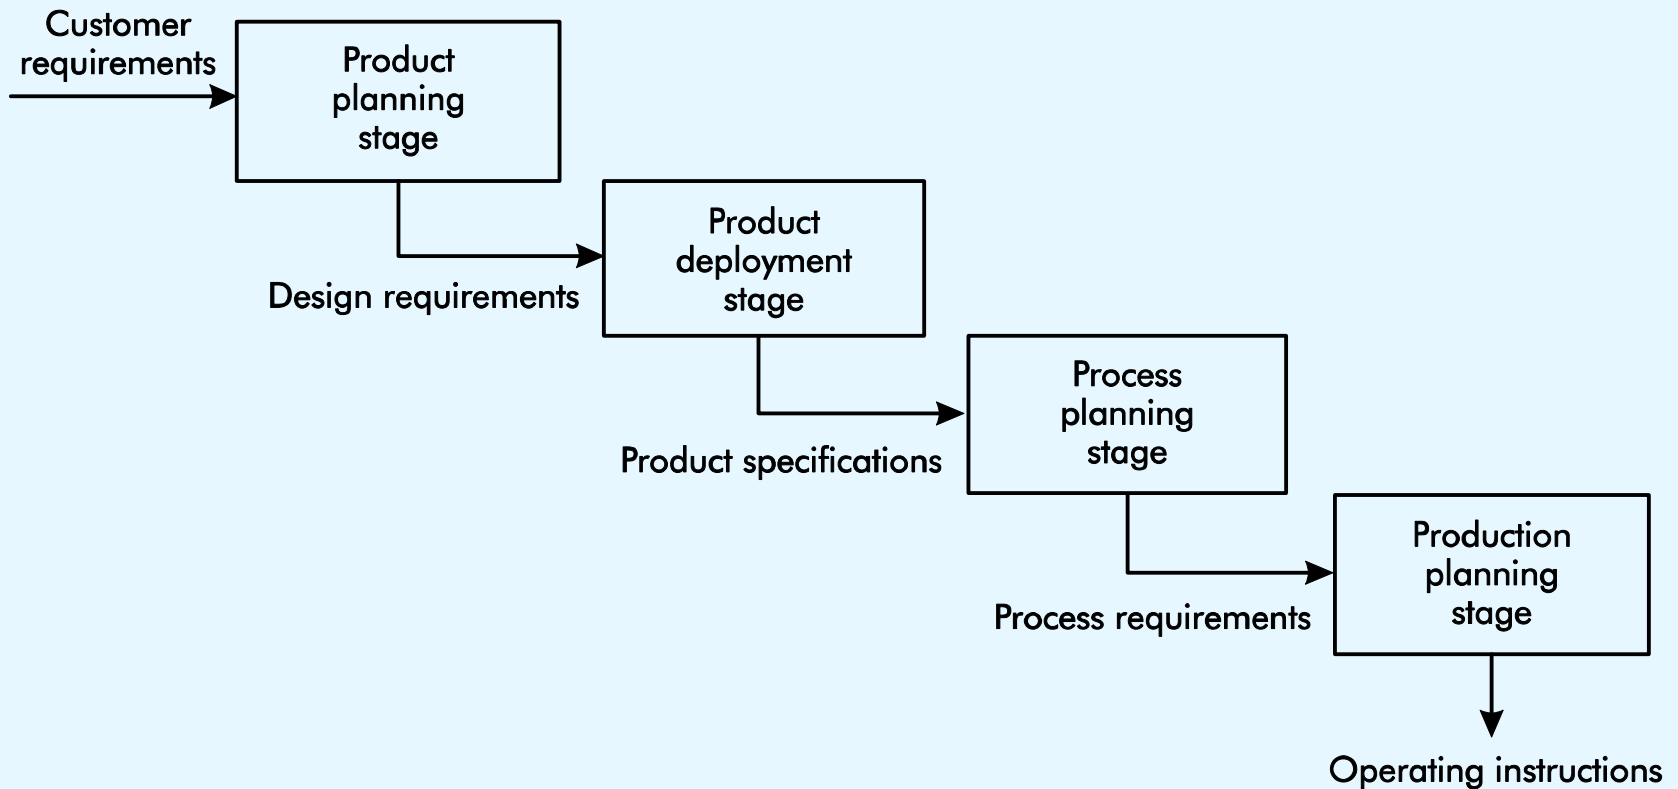 Customer
requirements
Product
planning
stage
Design requirements
Product
deployment
stage
Product specifications
Process
planning
stage
Process requirements
Production
planning
stage
Operating instructions